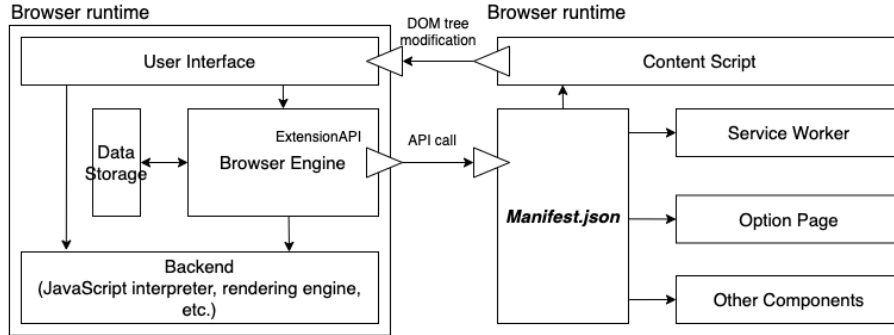 Browser runtime
Browser runtime
DOM tree
modification
User Interface
Content Script
ExtensionAPI
API call
Service Worker
Data
Storage
Browser Engine
Manifest.json
Option Page
Backend
(JavaScript interpreter, rendering engine,
etc.)
Other Components